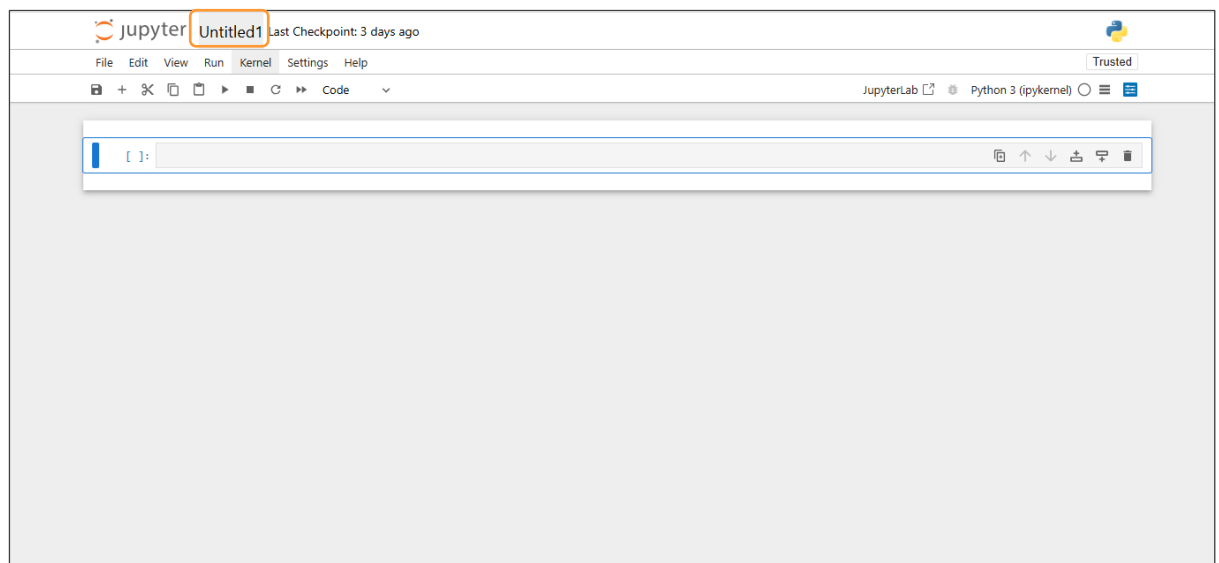 jupyter Untitled1 Last Checkpoint: 3 days ago
File Edit View Run Kernel Settings Help Trusted
Code JupyterLab Python 3 (ipykernel)
[ ]: